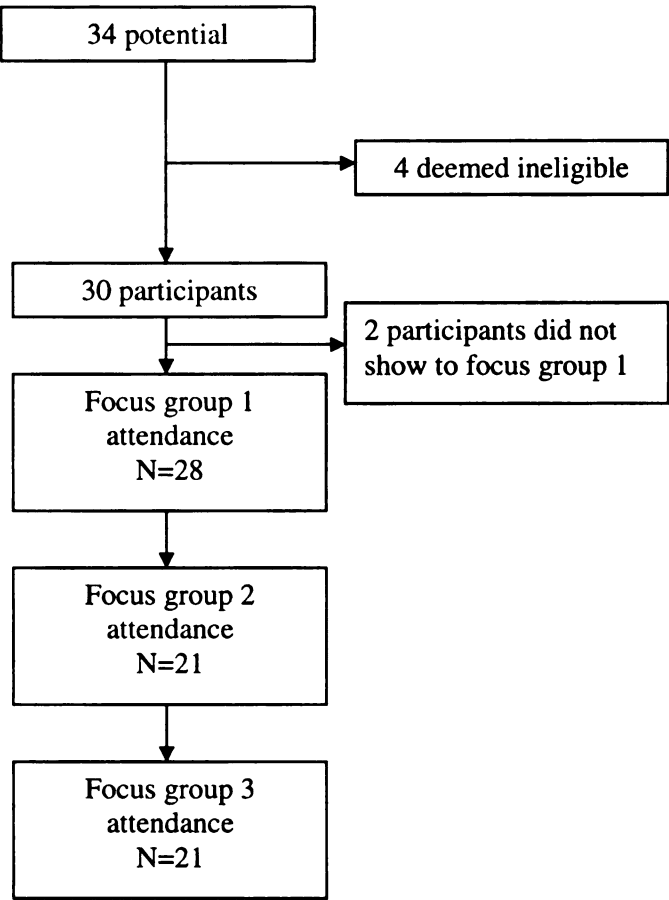 34 potential
4 deemed ineligible
30 participants
2 participants did not
show to focus group 1
Focus group 1
attendance
N=28
Focus group 2
attendance
N=21
Focus group 3
attendance
N=21